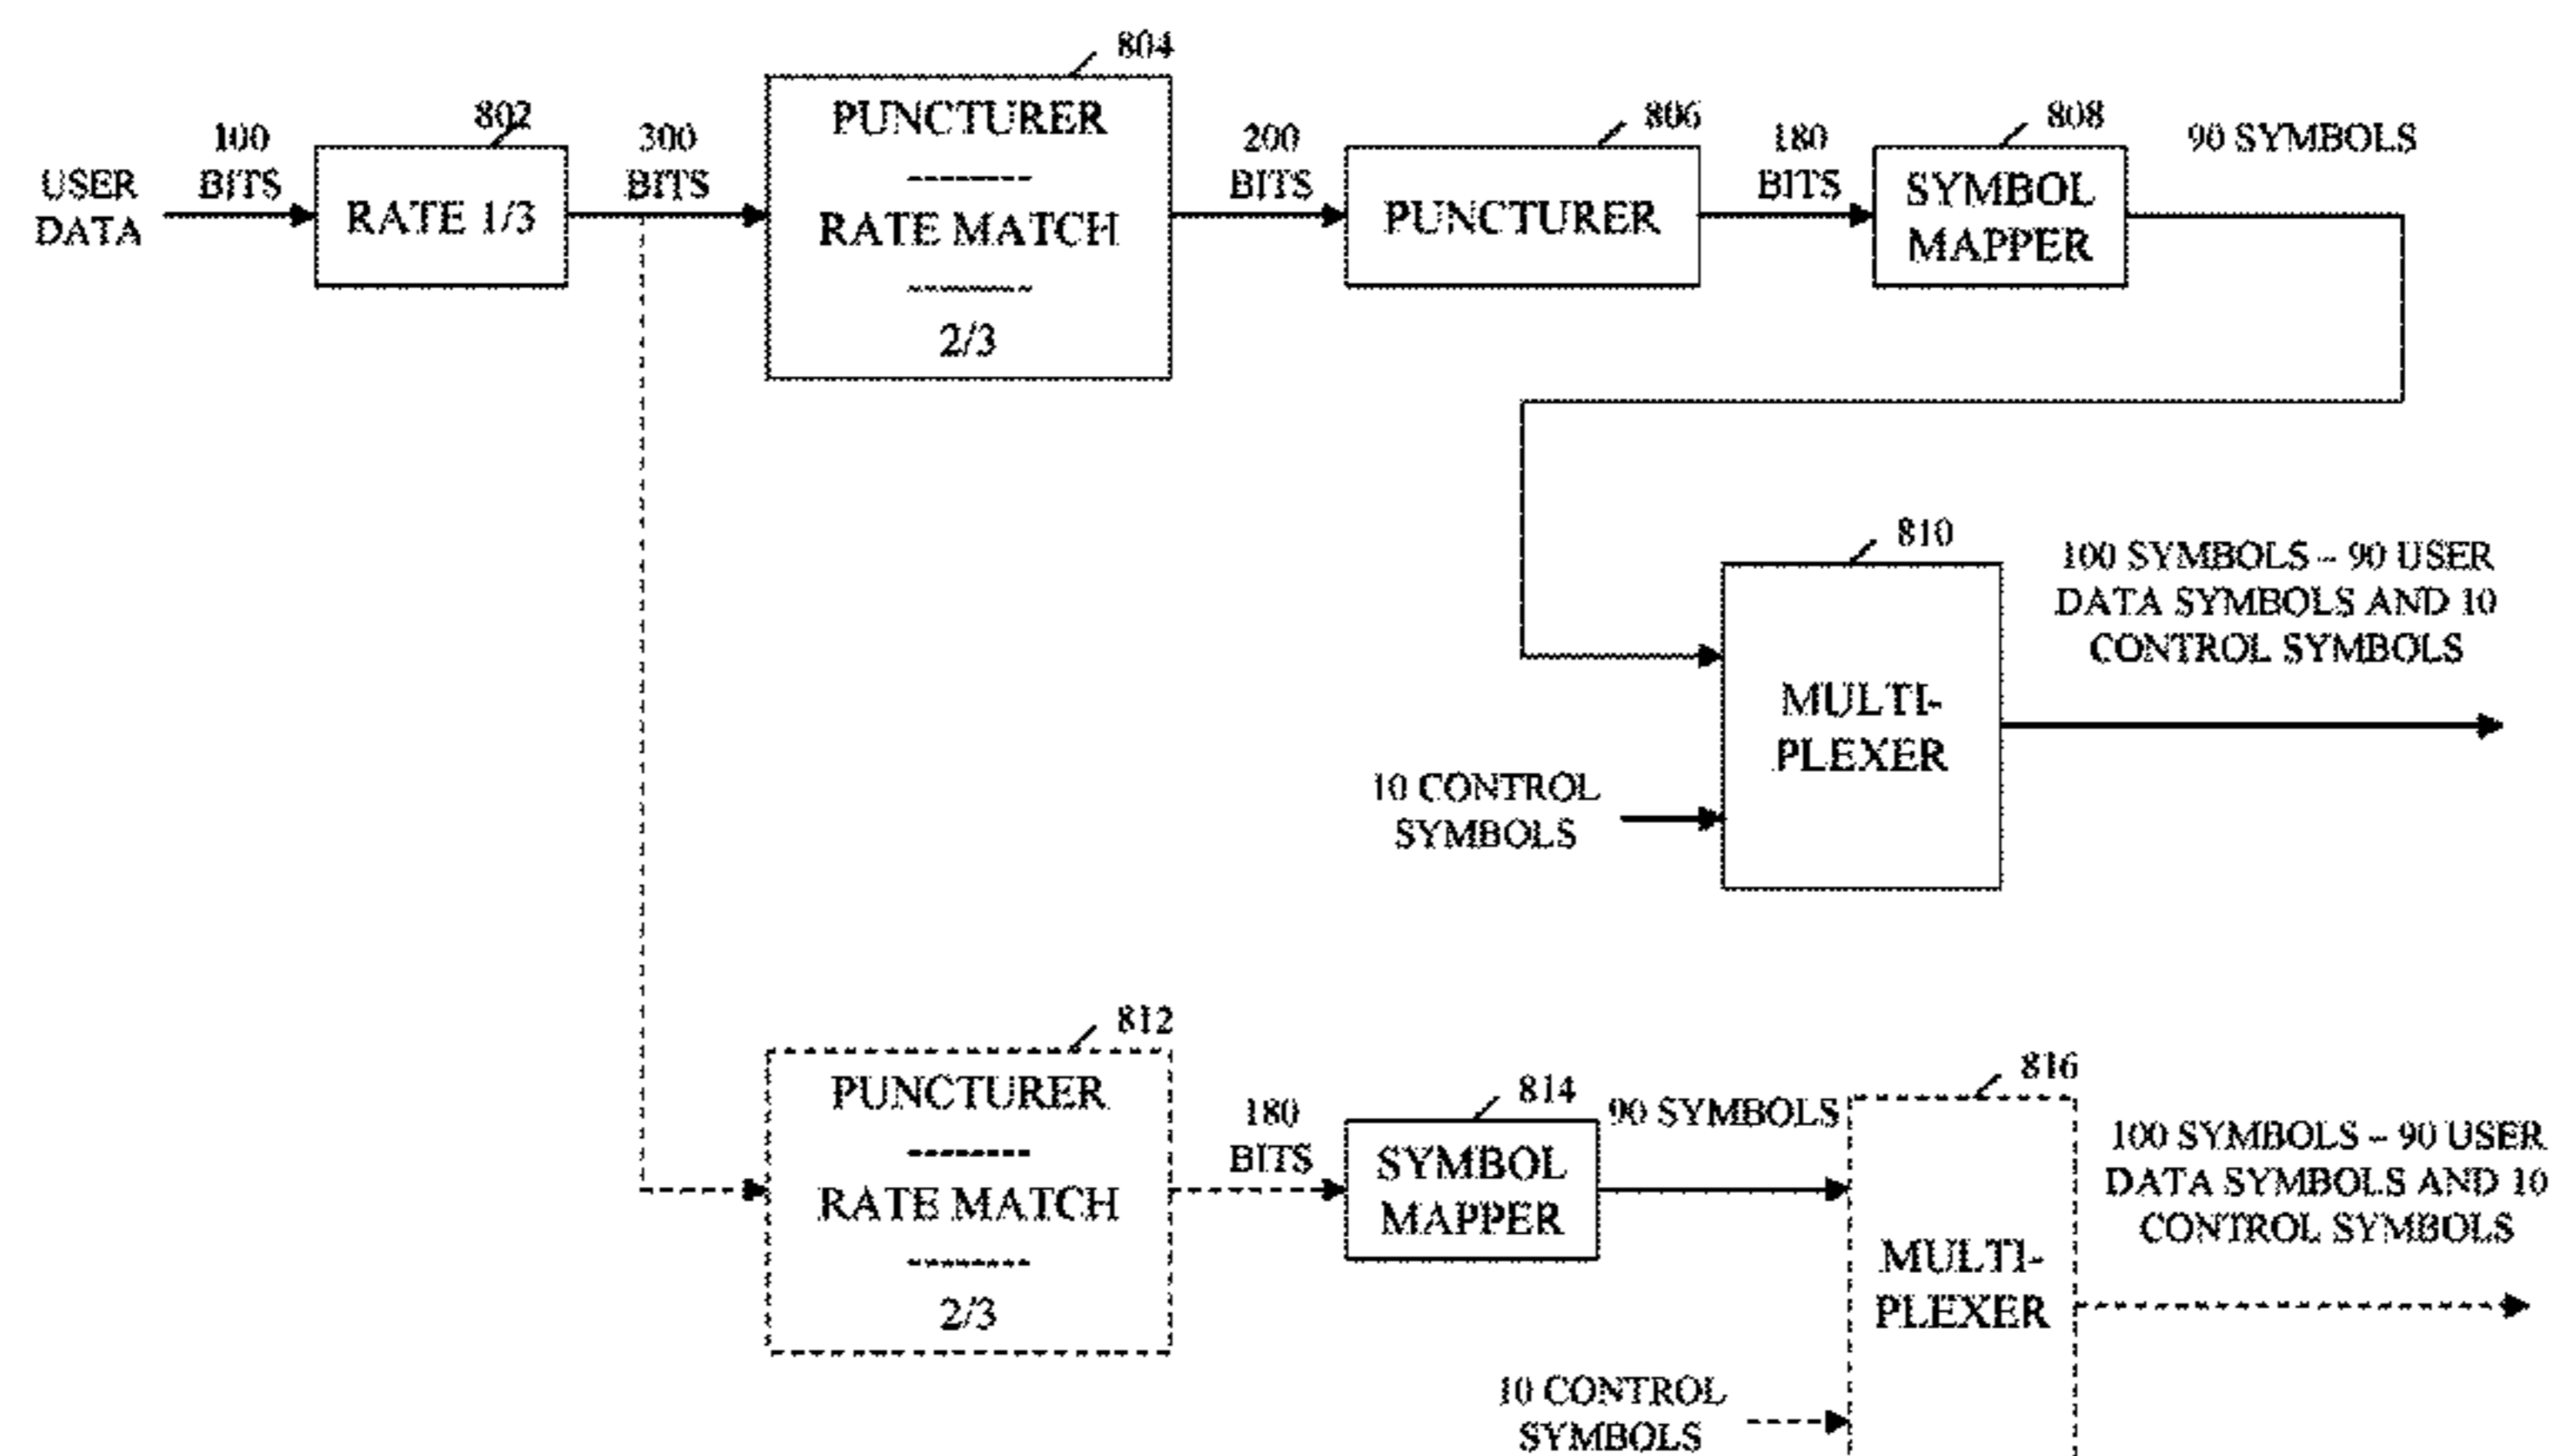 804
802
806
808
100
BITS
300
BITS
200
BITS
180
BITS
90 SYMBOLS
USER
DATA
RATE 1/3
PUNCTURER
--------
RATE MATCH
--------
2/3
PUNCTURER
SYMBOL
MAPPER
810
100 SYMBOLS – 90 USER
DATA SYMBOLS AND 10
CONTROL SYMBOLS
MULTI-
PLEXER
10 CONTROL
SYMBOLS
812
PUNCTURER
--------
RATE MATCH
--------
2/3
180
BITS
814
SYMBOL
MAPPER
90 SYMBOLS
816
MULTI-
PLEXER
100 SYMBOLS – 90 USER
DATA SYMBOLS AND 10
CONTROL SYMBOLS
10 CONTROL
SYMBOLS